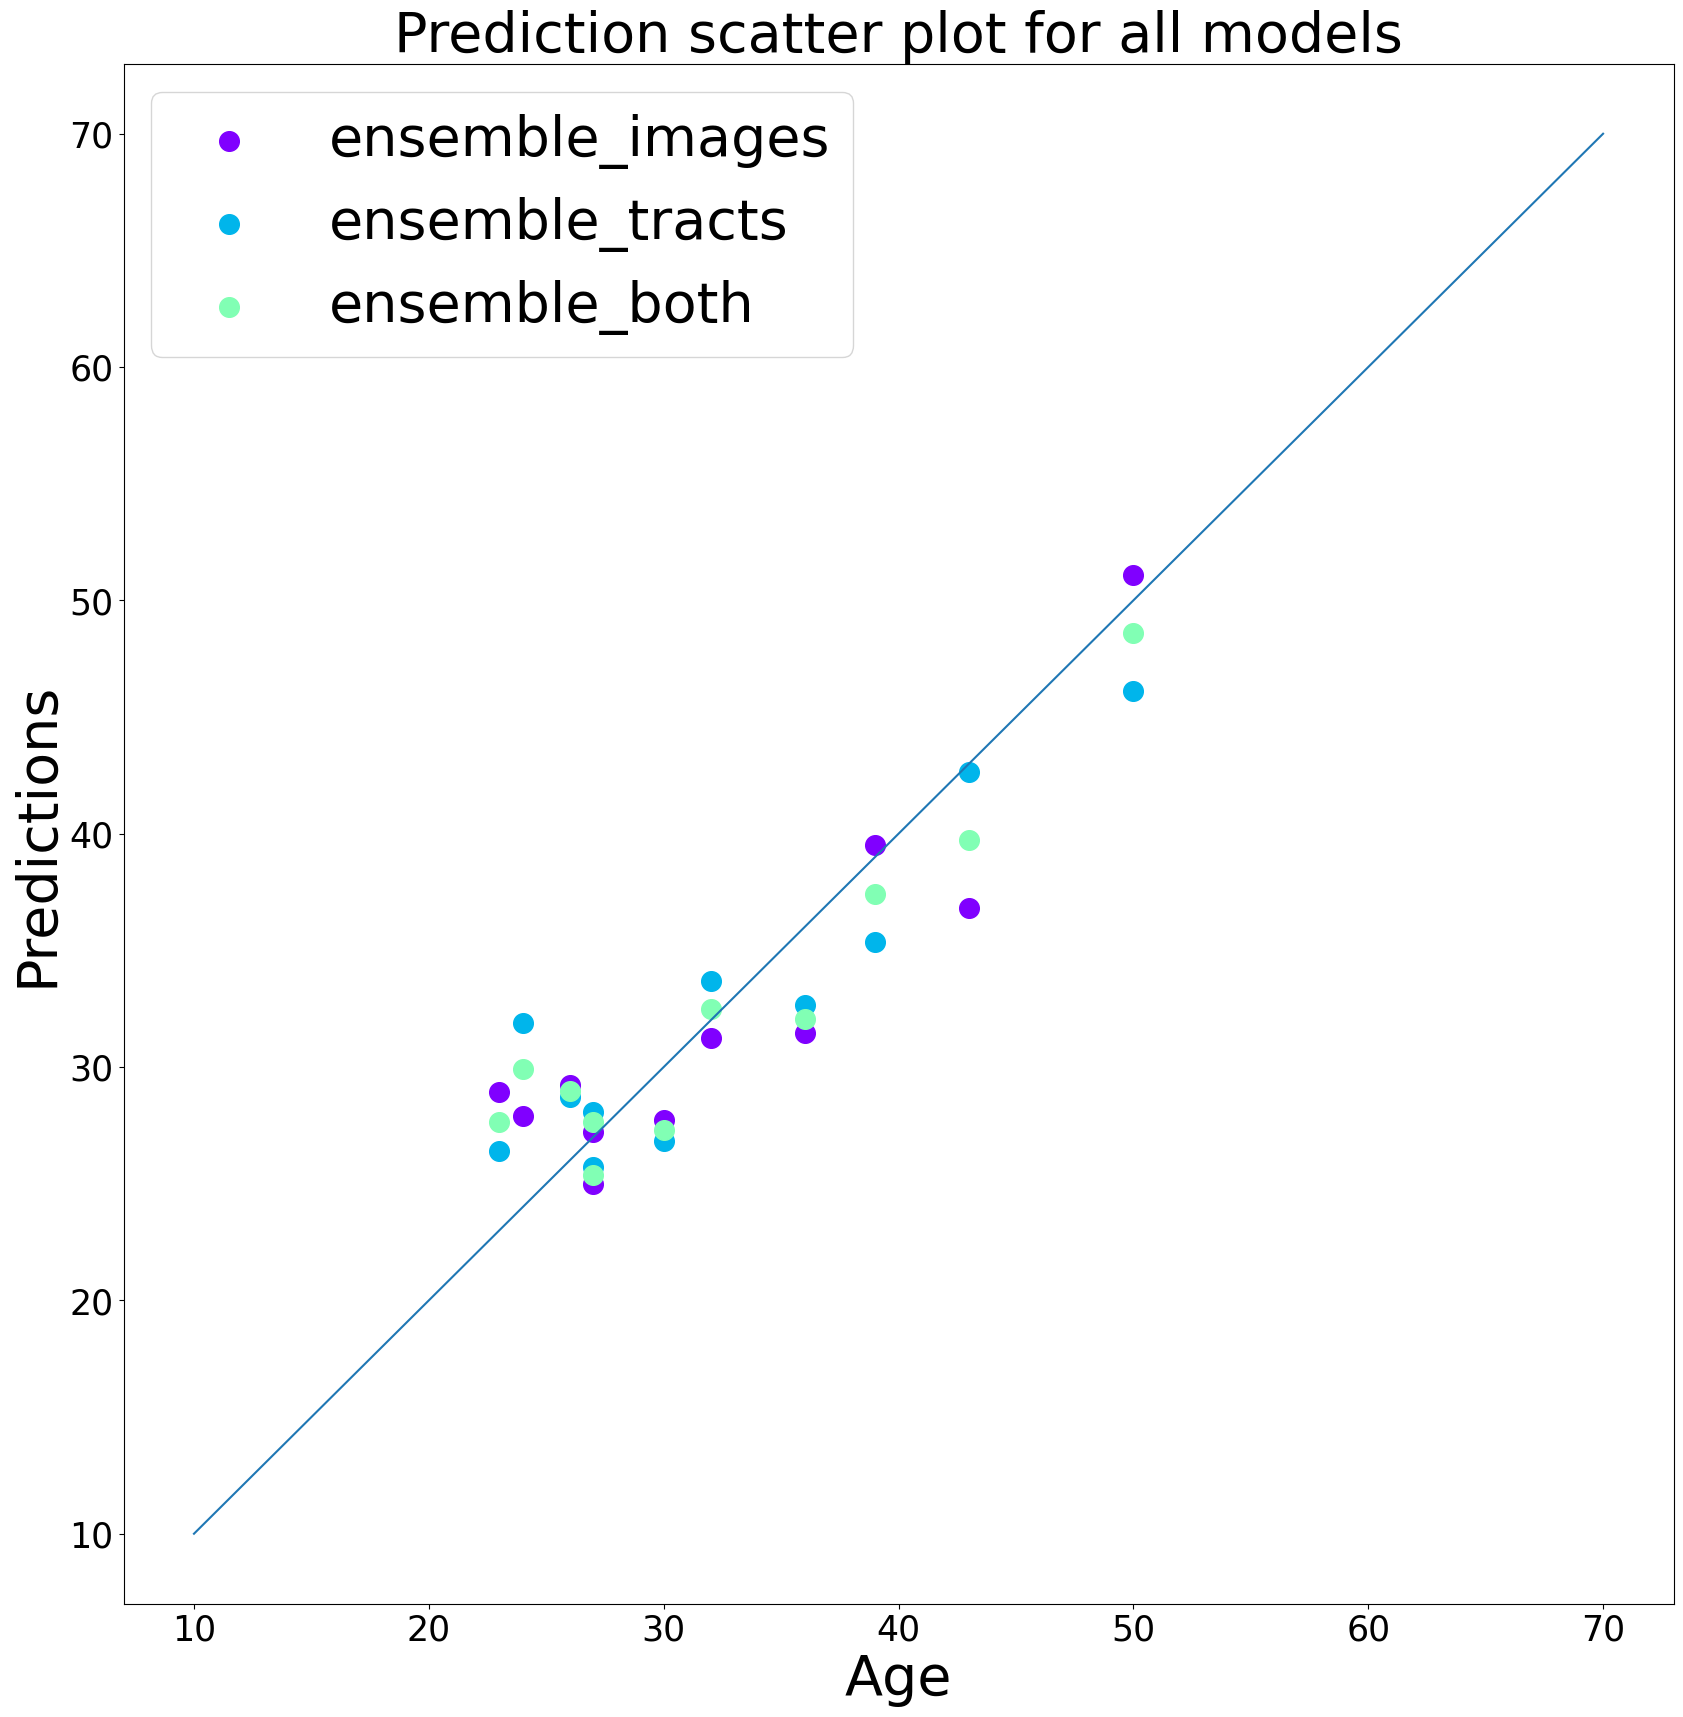 Prediction scatter plot for all models
ensemble_images
ensemble_tracts
ensemble_both
70
60
50
40
30
20
10
Predictions
10 20 30 40 50 60 70
Age